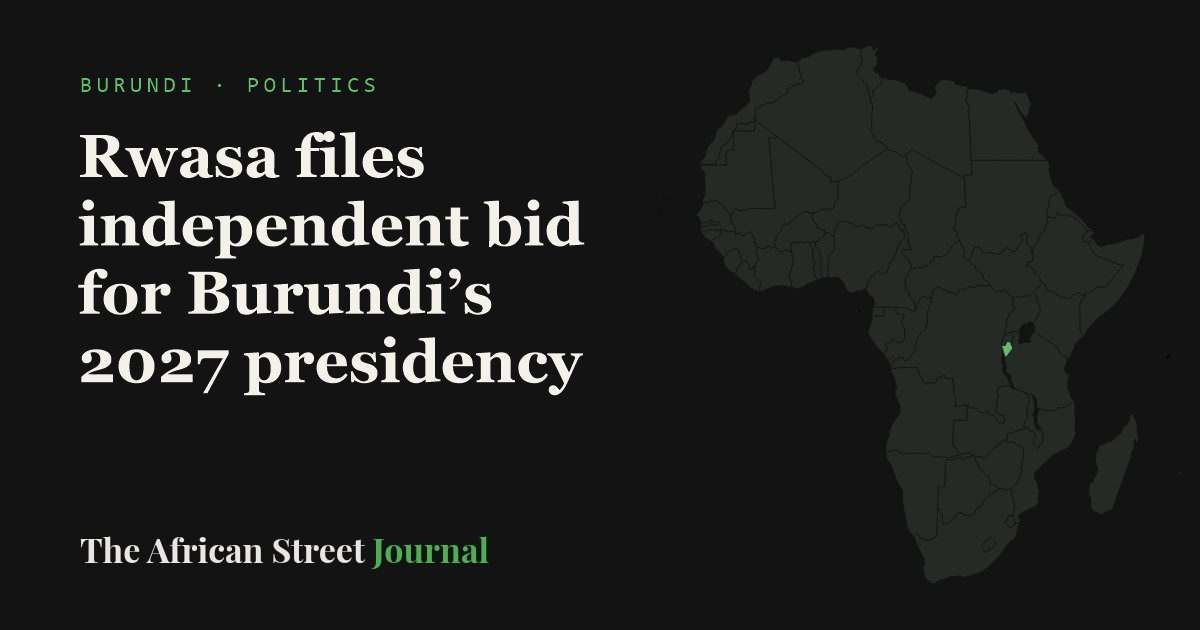 BURUNDI · POLITICS
Rwasa files
independent bid
for Burundi’s
2027 presidency
The African Street Journal